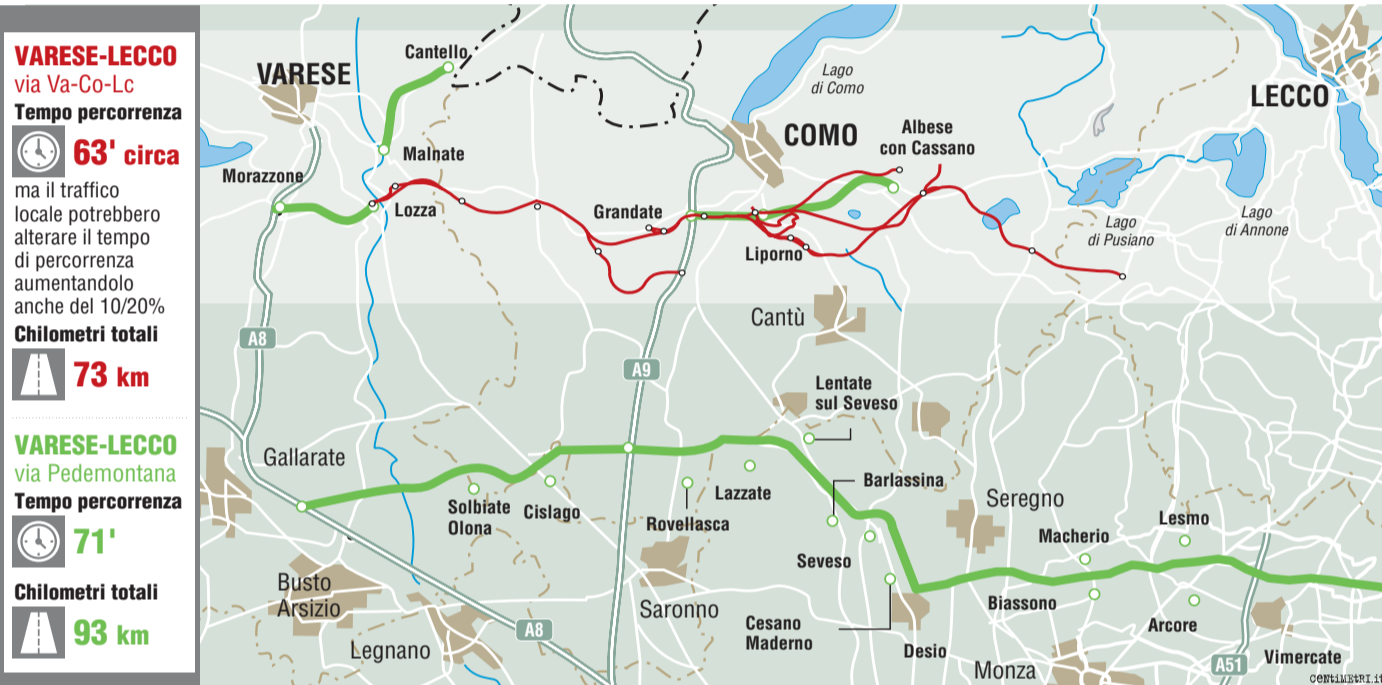 VARESE-LECCO
via Va-Co-Lc
Tempo percorrenza
63' circa
ma il traffico
locale potrebbero
alterare il tempo
di percorrenza
aumentandolo
anche del 10/20%
Chilometri totali
73 km
VARESE-LECCO
via Pedemontana
Tempo percorrenza
71'
Chilometri totali
93 km
Cantello
VARESE
Malnate
Morazzone
Lozza
Grandate
COMO
Lago
di Como
Albese
con Cassano
LECCO
Liporno
Lago
di Pusiano
Lago
di Annone
Cantù
A8
A9
Lentate
sul Seveso
Gallarate
Solbiate
Olona
Cislago
Rovellasca
Lazzate
Barlassina
Seveso
Seregno
Macherio
Lesmo
Busto
Arsizio
Legnano
A8
Saronno
Cesano
Maderno
Desio
Biassono
Monza
Arcore
A51
Vimercate
CENTIMETRI.it